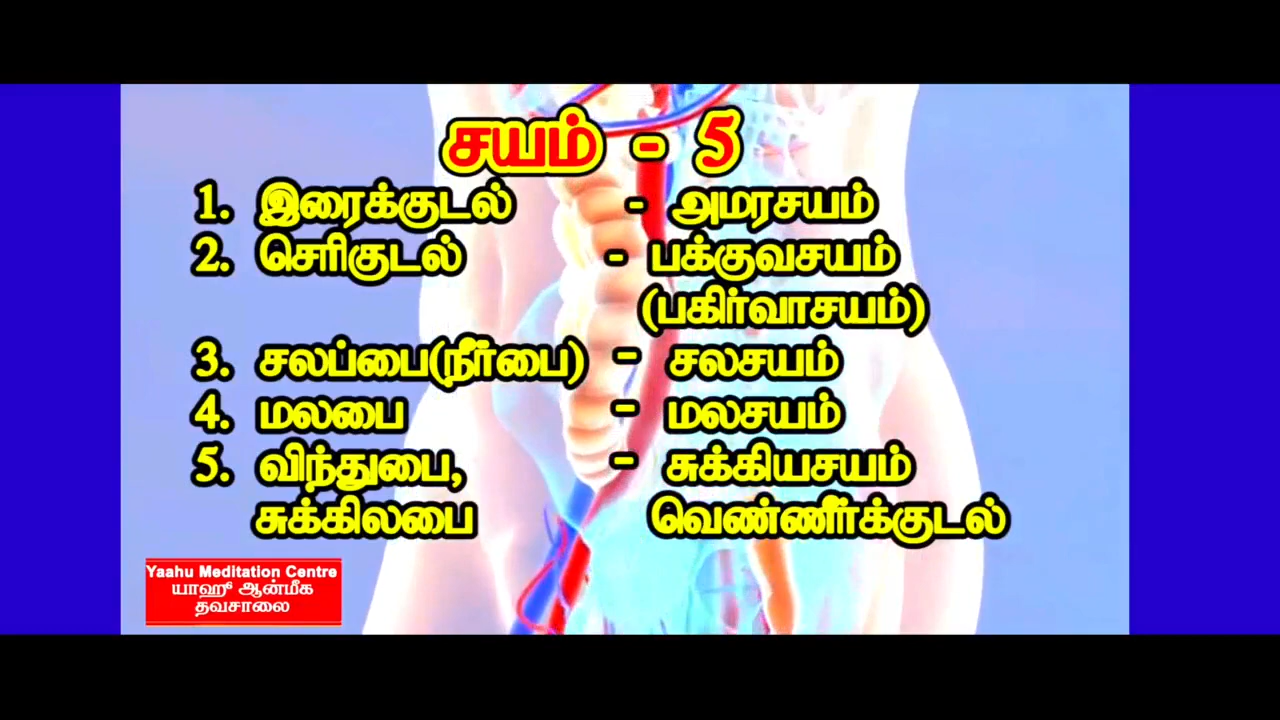 சயம் - 5
1. இரைக்குடல் - அமரசயம்
2. செரிகுடல் - பக்குவசயம்
(பகிர்வாசயம்)
3. சலப்பை(நீர்பை) - சலசயம்
4. மலபை - மலசயம்
5. விந்துபை, - சுக்கியசயம்
சுக்கிலபை வெண்ணீர்க்குடல்
Yaahu Meditation Centre
யாஹூ ஆன்மீக
தவசாலை